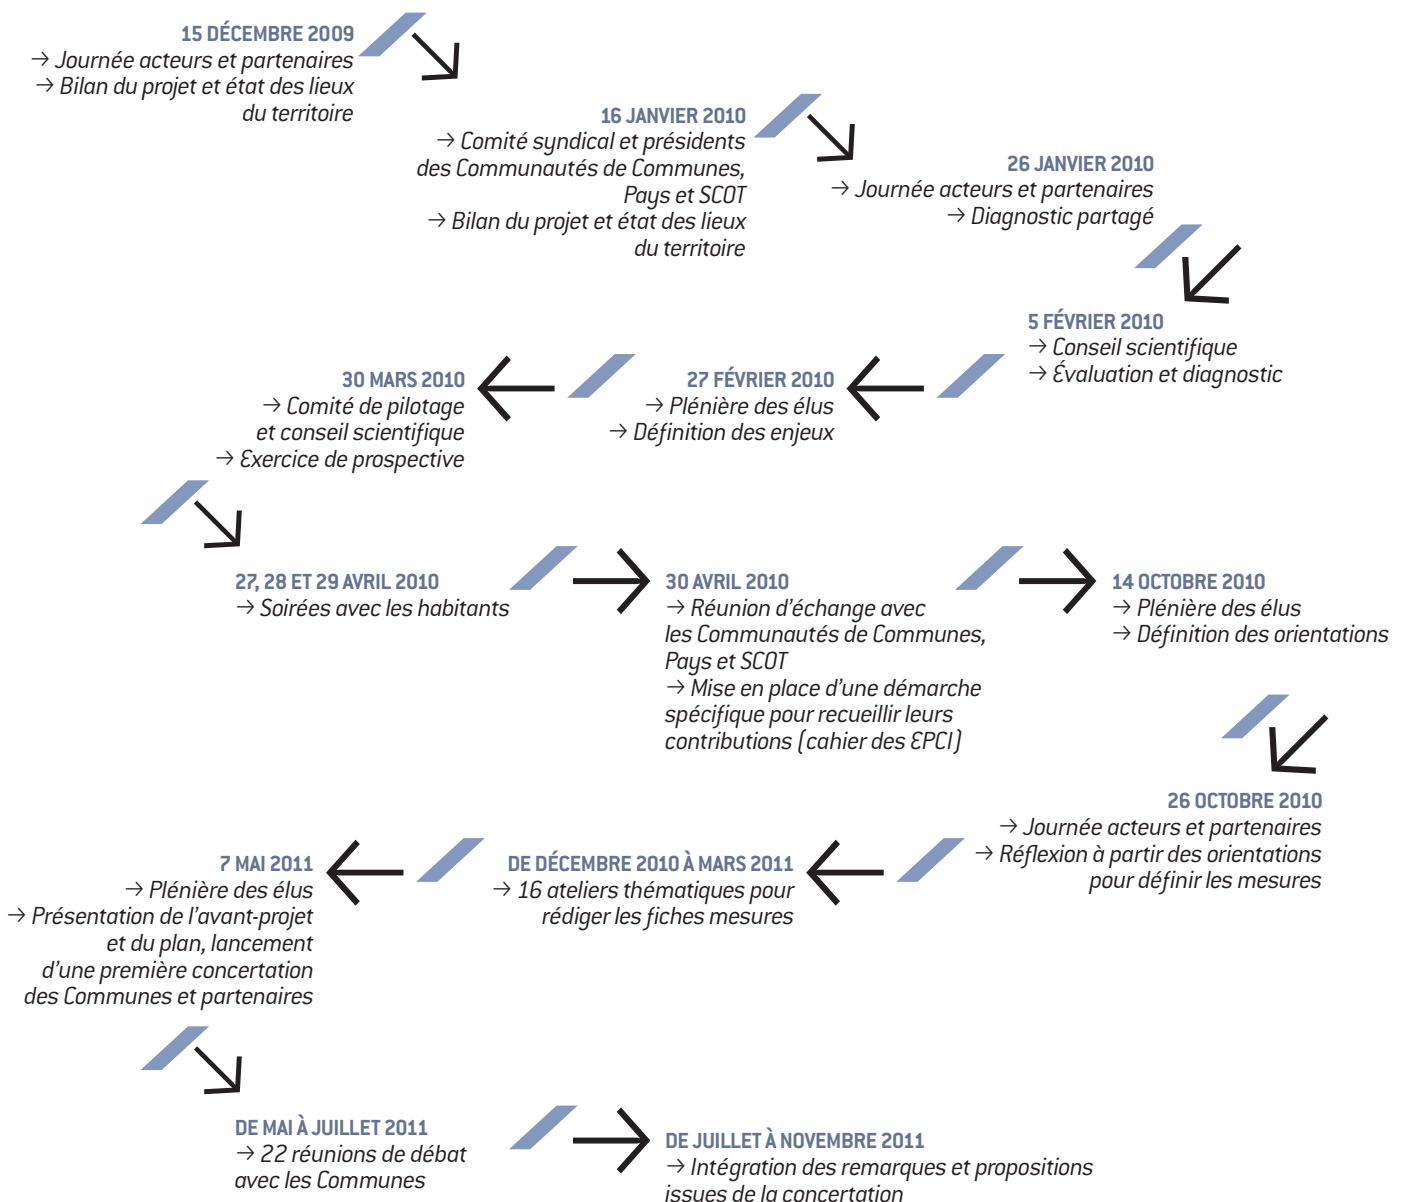 15 DÉCEMBRE 2009
→ Journée acteurs et partenaires
→ Bilan du projet et état des lieux
du territoire
16 JANVIER 2010
→ Comité syndical et présidents
des Communautés de Communes,
Pays et SCOT
→ Bilan du projet et état des lieux
du territoire
26 JANVIER 2010
→ Journée acteurs et partenaires
→ Diagnostic partagé
5 FÉVRIER 2010
→ Conseil scientifique
→ Évaluation et diagnostic
27 FÉVRIER 2010
→ Plénière des élus
→ Définition des enjeux
30 MARS 2010
→ Comité de pilotage
et conseil scientifique
→ Exercice de prospective
27, 28 ET 29 AVRIL 2010
→ Soirées avec les habitants
30 AVRIL 2010
→ Réunion d'échange avec
les Communautés de Communes,
Pays et SCOT
→ Mise en place d'une démarche
spécifique pour recueillir leurs
contributions (cahier des EPCI)
14 OCTOBRE 2010
→ Plénière des élus
→ Définition des orientations
26 OCTOBRE 2010
→ Journée acteurs et partenaires
→ Réflexion à partir des orientations
pour définir les mesures
DE DÉCEMBRE 2010 À MARS 2011
→ 16 ateliers thématiques pour
rédiger les fiches mesures
7 MAI 2011
→ Plénière des élus
→ Présentation de l'avant-projet
et du plan, lancement
d'une première concertation
des Communes et partenaires
DE MAI À JUILLET 2011
→ 22 réunions de débat
avec les Communes
DE JUILLET À NOVEMBRE 2011
→ Intégration des remarques et propositions
issues de la concertation